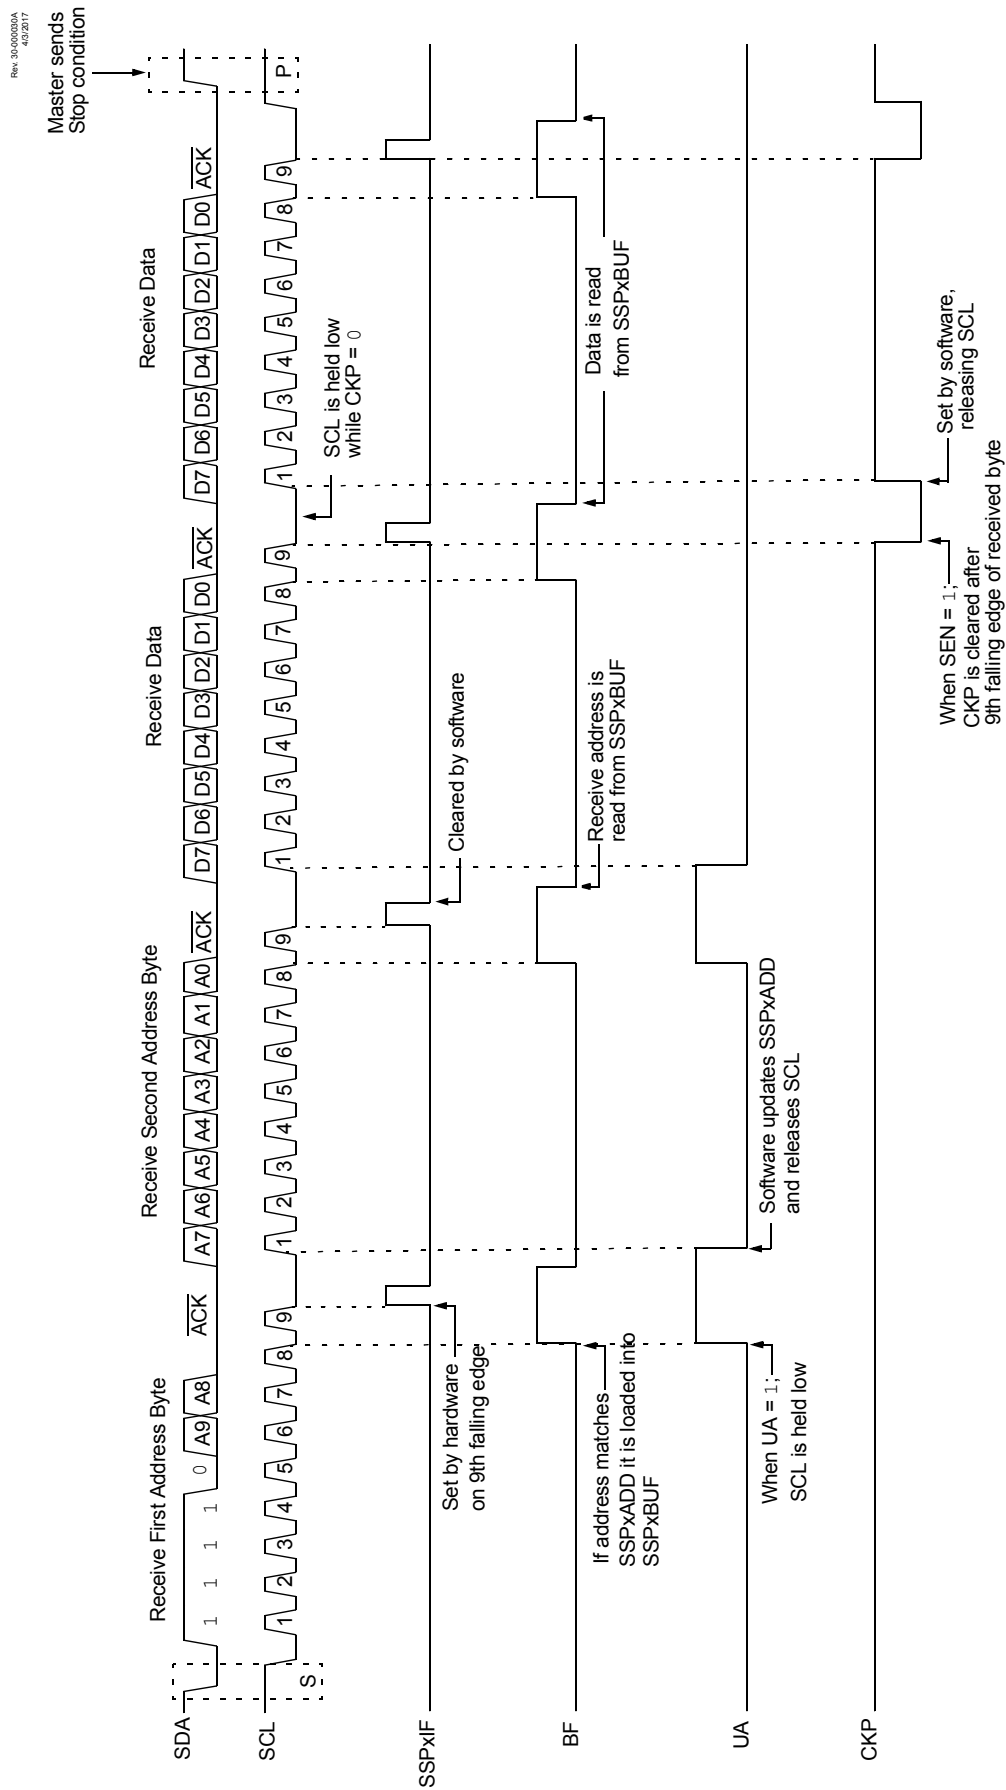 Rev. 30-000030A
4/3/2017
Master sends
Stop condition
Receive First Address Byte
Receive Second Address Byte
Receive Data
Receive Data
SDA
1 1 1 1 0 A9 A8 ACK A7 A6 A5 A4 A3 A2 A1 A0 ACK D7 D6 D5 D4 D3 D2 D1 D0 ACK D7 D6 D5 D4 D3 D2 D1 D0 ACK
SCL
S 1 2 3 4 5 6 7 8 9 1 2 3 4 5 6 7 8 9 1 2 3 4 5 6 7 8 9 1 2 3 4 5 6 7 8 9 P
SCL is held low
while CKP = 0
SSPxIF
Set by hardware
on 9th falling edge
Cleared by software
BF
If address matches
SSPxADD it is loaded into
SSPxBUF
Receive address is
read from SSPxBUF
Data is read
from SSPxBUF
UA
When UA = 1;
SCL is held low
Software updates SSPxADD
and releases SCL
CKP
When SEN = 1;
CKP is cleared after
9th falling edge of received byte
Set by software,
releasing SCL